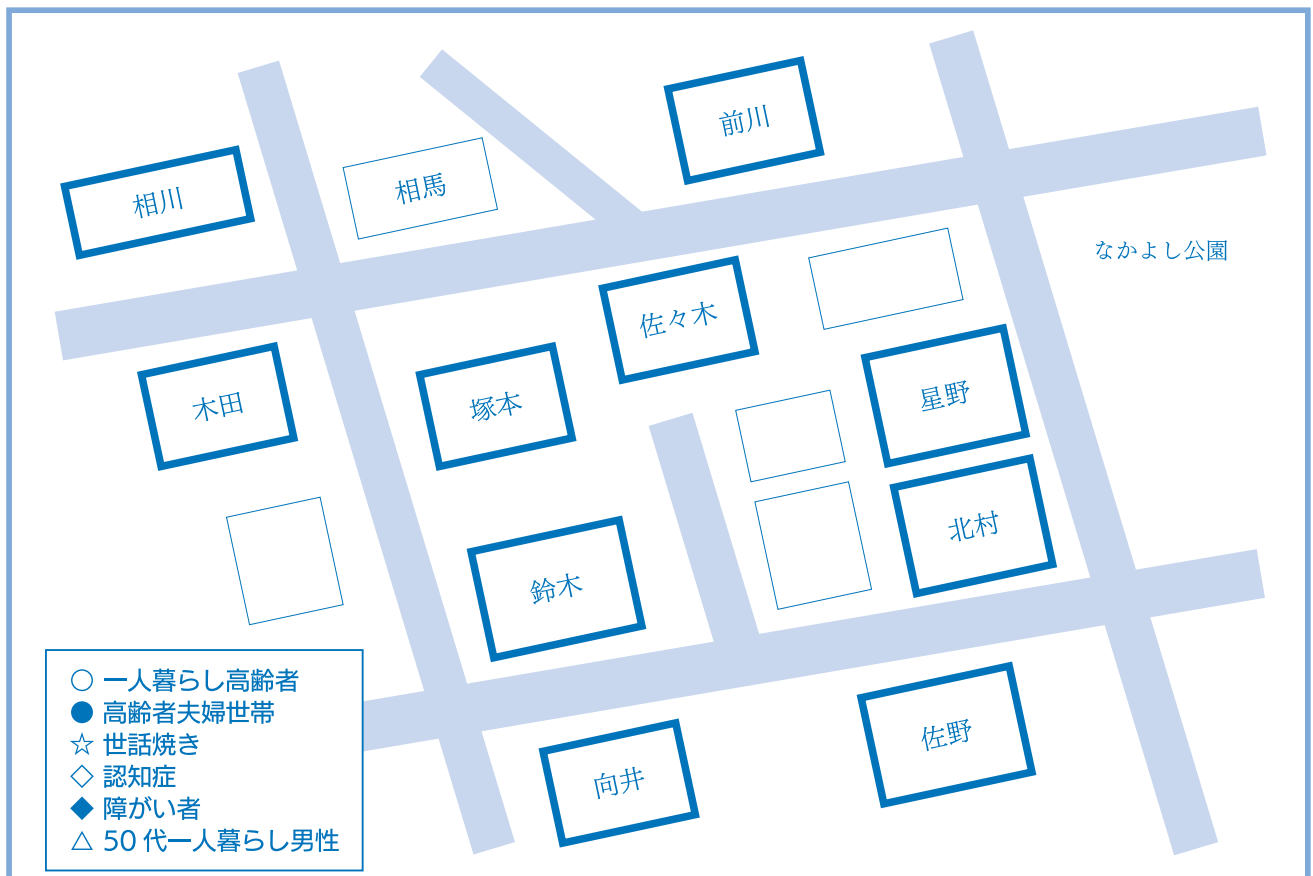 前川
相川
相馬
なかよし公園
佐々木
木田
塚本
星野
北村
鈴木
佐野
向井
○ 一人暮らし高齢者
● 高齢者夫婦世帯
☆ 世話焼き
◇ 認知症
◆ 障がい者
△ 50代一人暮らし男性